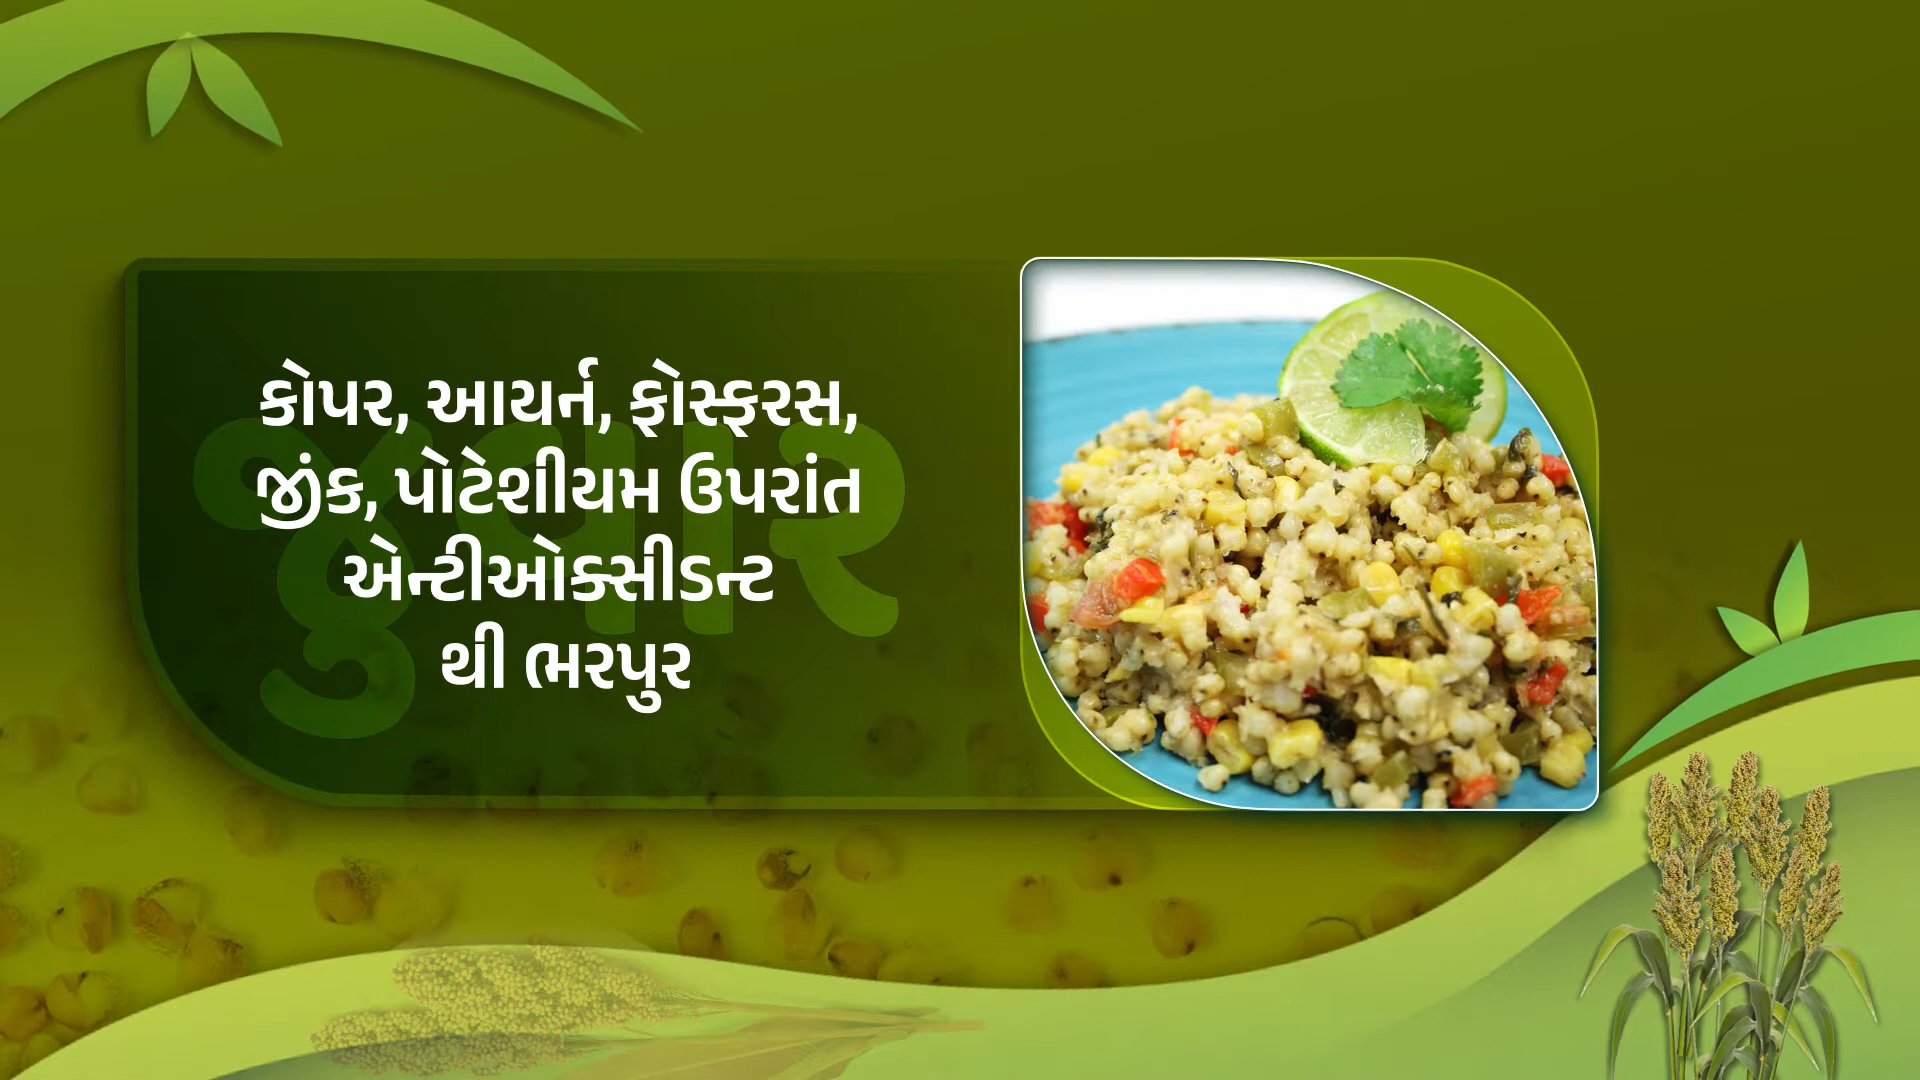 કોપર, આયર્ન, ફોસ્ફરસ,
જીંક, પોટેશીયમ ઉપરાંત
એન્ટીઓક્સીડન્ટ
થી ભરપુર
જુવાર